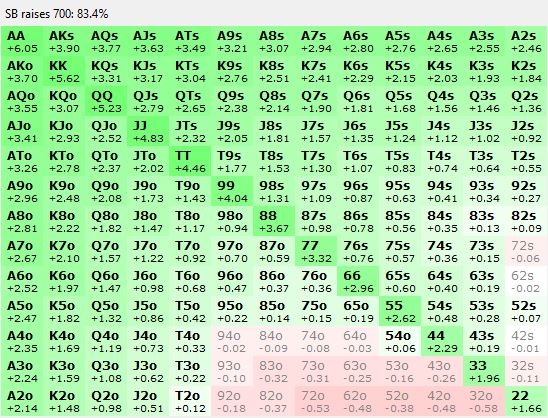 SB raises 700: 83.4%
AA AKs AQs AJs ATs A9s A8s A7s A6s A5s A4s A3s A2s
+6.05 +3.90 +3.77 +3.63 +3.49 +3.21 +3.07 +2.94 +2.80 +2.76 +2.65 +2.55 +2.46
AKo KK KQs KJs KTs K9s K8s K7s K6s K5s K4s K3s K2s
+3.70 +5.62 +3.31 +3.17 +3.04 +2.76 +2.51 +2.41 +2.29 +2.15 +2.03 +1.93 +1.84
AQo KQo QQ QJs QTs Q9s Q8s Q7s Q6s Q5s Q4s Q3s Q2s
+3.55 +3.07 +5.23 +2.79 +2.65 +2.38 +2.14 +1.90 +1.81 +1.68 +1.56 +1.46 +1.36
AJo KJo QJo JJ JTs J9s J8s J7s J6s J5s J4s J3s J2s
+3.41 +2.93 +2.52 +4.83 +2.32 +2.05 +1.81 +1.57 +1.35 +1.24 +1.12 +1.02 +0.92
ATo KTo QTo JTo TT T9s T8s T7s T6s T5s T4s T3s T2s
+3.26 +2.78 +2.37 +2.02 +4.46 +1.77 +1.53 +1.30 +1.07 +0.83 +0.74 +0.64 +0.55
A9o K9o Q9o J9o T9o 99 98s 97s 96s 95s 94s 93s 92s
+2.96 +2.48 +2.08 +1.73 +1.43 +4.04 +1.31 +1.09 +0.87 +0.63 +0.41 +0.34 +0.27
A8o K8o Q8o J8o T8o 98o 88 87s 86s 85s 84s 83s 82s
+2.81 +2.22 +1.82 +1.47 +1.17 +0.94 +3.67 +0.98 +0.78 +0.56 +0.35 +0.13 +0.09
A7o K7o Q7o J7o T7o 97o 87o 77 76s 75s 74s 73s 72s
+2.67 +2.10 +1.57 +1.22 +0.92 +0.70 +0.59 +3.32 +0.76 +0.57 +0.36 +0.15 -0.06
A6o K6o Q6o J6o T6o 96o 86o 76o 66 65s 64s 63s 62s
+2.52 +1.97 +1.47 +0.98 +0.68 +0.47 +0.37 +0.36 +2.96 +0.60 +0.40 +0.19 -0.02
A5o K5o Q5o J5o T5o 95o 85o 75o 65o 55 54s 53s 52s
+2.47 +1.82 +1.32 +0.86 +0.42 +0.22 +0.14 +0.15 +0.19 +2.62 +0.48 +0.28 +0.07
A4o K4o Q4o J4o T4o 94o 84o 74o 64o 54o 44 43s 42s
+2.35 +1.69 +1.19 +0.73 +0.33 -0.02 -0.09 -0.08 -0.03 +0.06 +2.29 +0.19 -0.01
A3o K3o Q3o J3o T3o 93o 83o 73o 63o 53o 43o 33 32s
+2.24 +1.59 +1.08 +0.62 +0.22 -0.10 -0.32 -0.31 -0.25 -0.16 -0.26 +1.96 -0.11
A2o K2o Q2o J2o T2o 92o 82o 72o 62o 52o 42o 32o 22
+2.14 +1.48 +0.98 +0.51 +0.12 -0.18 -0.37 -0.53 -0.48 -0.38 -0.48 -0.58 +1.66